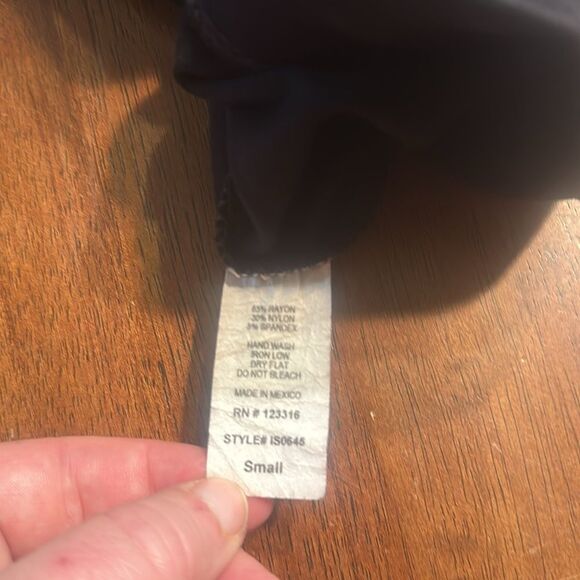 65% RAYON
30% NYLON
5% SPANDEX
HAND WASH
IRON LOW
DRY FLAT
DO NOT BLEACH
MADE IN MEXICO
RN # 123316
STYLE# IS0645
Small